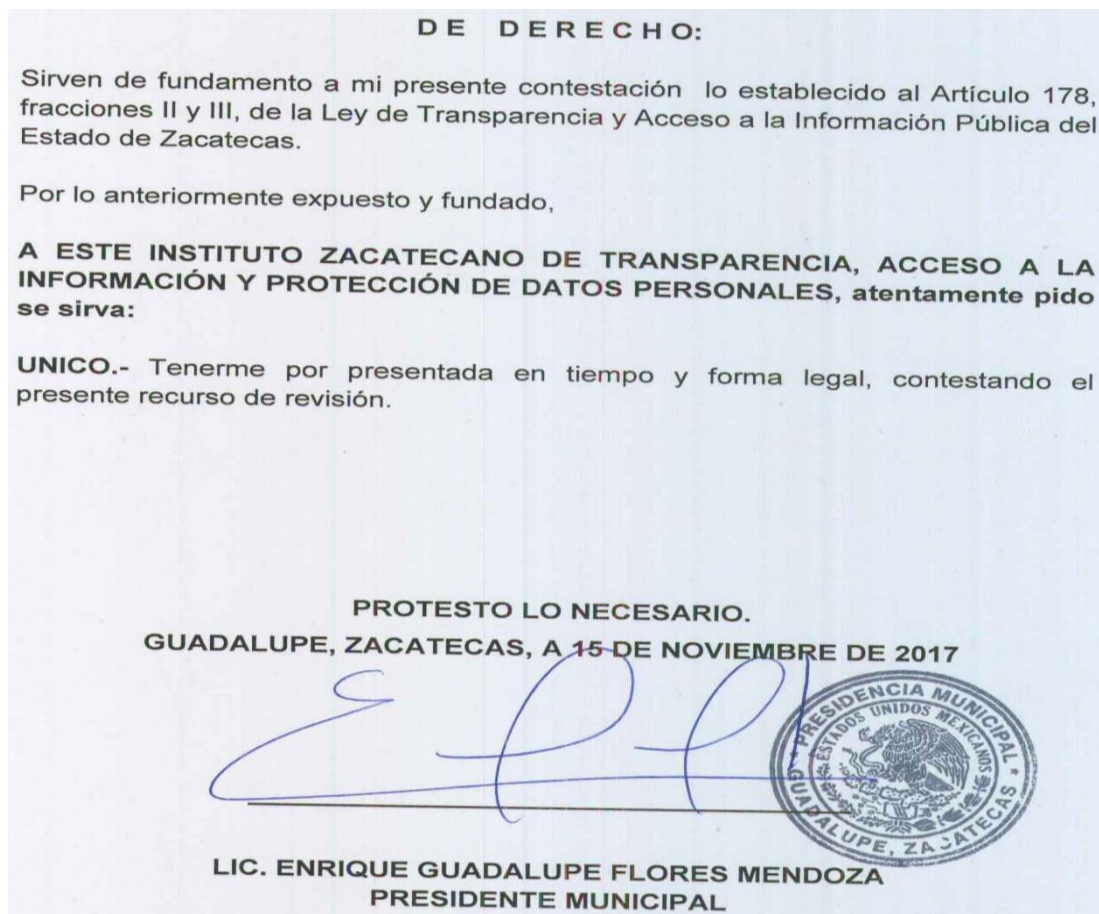 DE DERECHO:
Sirven de fundamento a mi presente contestación lo establecido al Artículo 178,
fracciones II y III, de la Ley de Transparencia y Acceso a la Información Pública del
Estado de Zacatecas.
Por lo anteriormente expuesto y fundado,
A ESTE INSTITUTO ZACATECANO DE TRANSPARENCIA, ACCESO A LA
INFORMACIÓN Y PROTECCIÓN DE DATOS PERSONALES, atentamente pido
se sirva:
UNICO.- Tenerme por presentada en tiempo y forma legal, contestando el
presente recurso de revisión.
PROTESTO LO NECESARIO.
GUADALUPE, ZACATECAS, A 15 DE NOVIEMBRE DE 2017
* PRESIDENCIA MUNICIPAL *
ESTADOS UNIDOS MEXICANOS
GUADALUPE, ZACATECAS
LIC. ENRIQUE GUADALUPE FLORES MENDOZA
PRESIDENTE MUNICIPAL